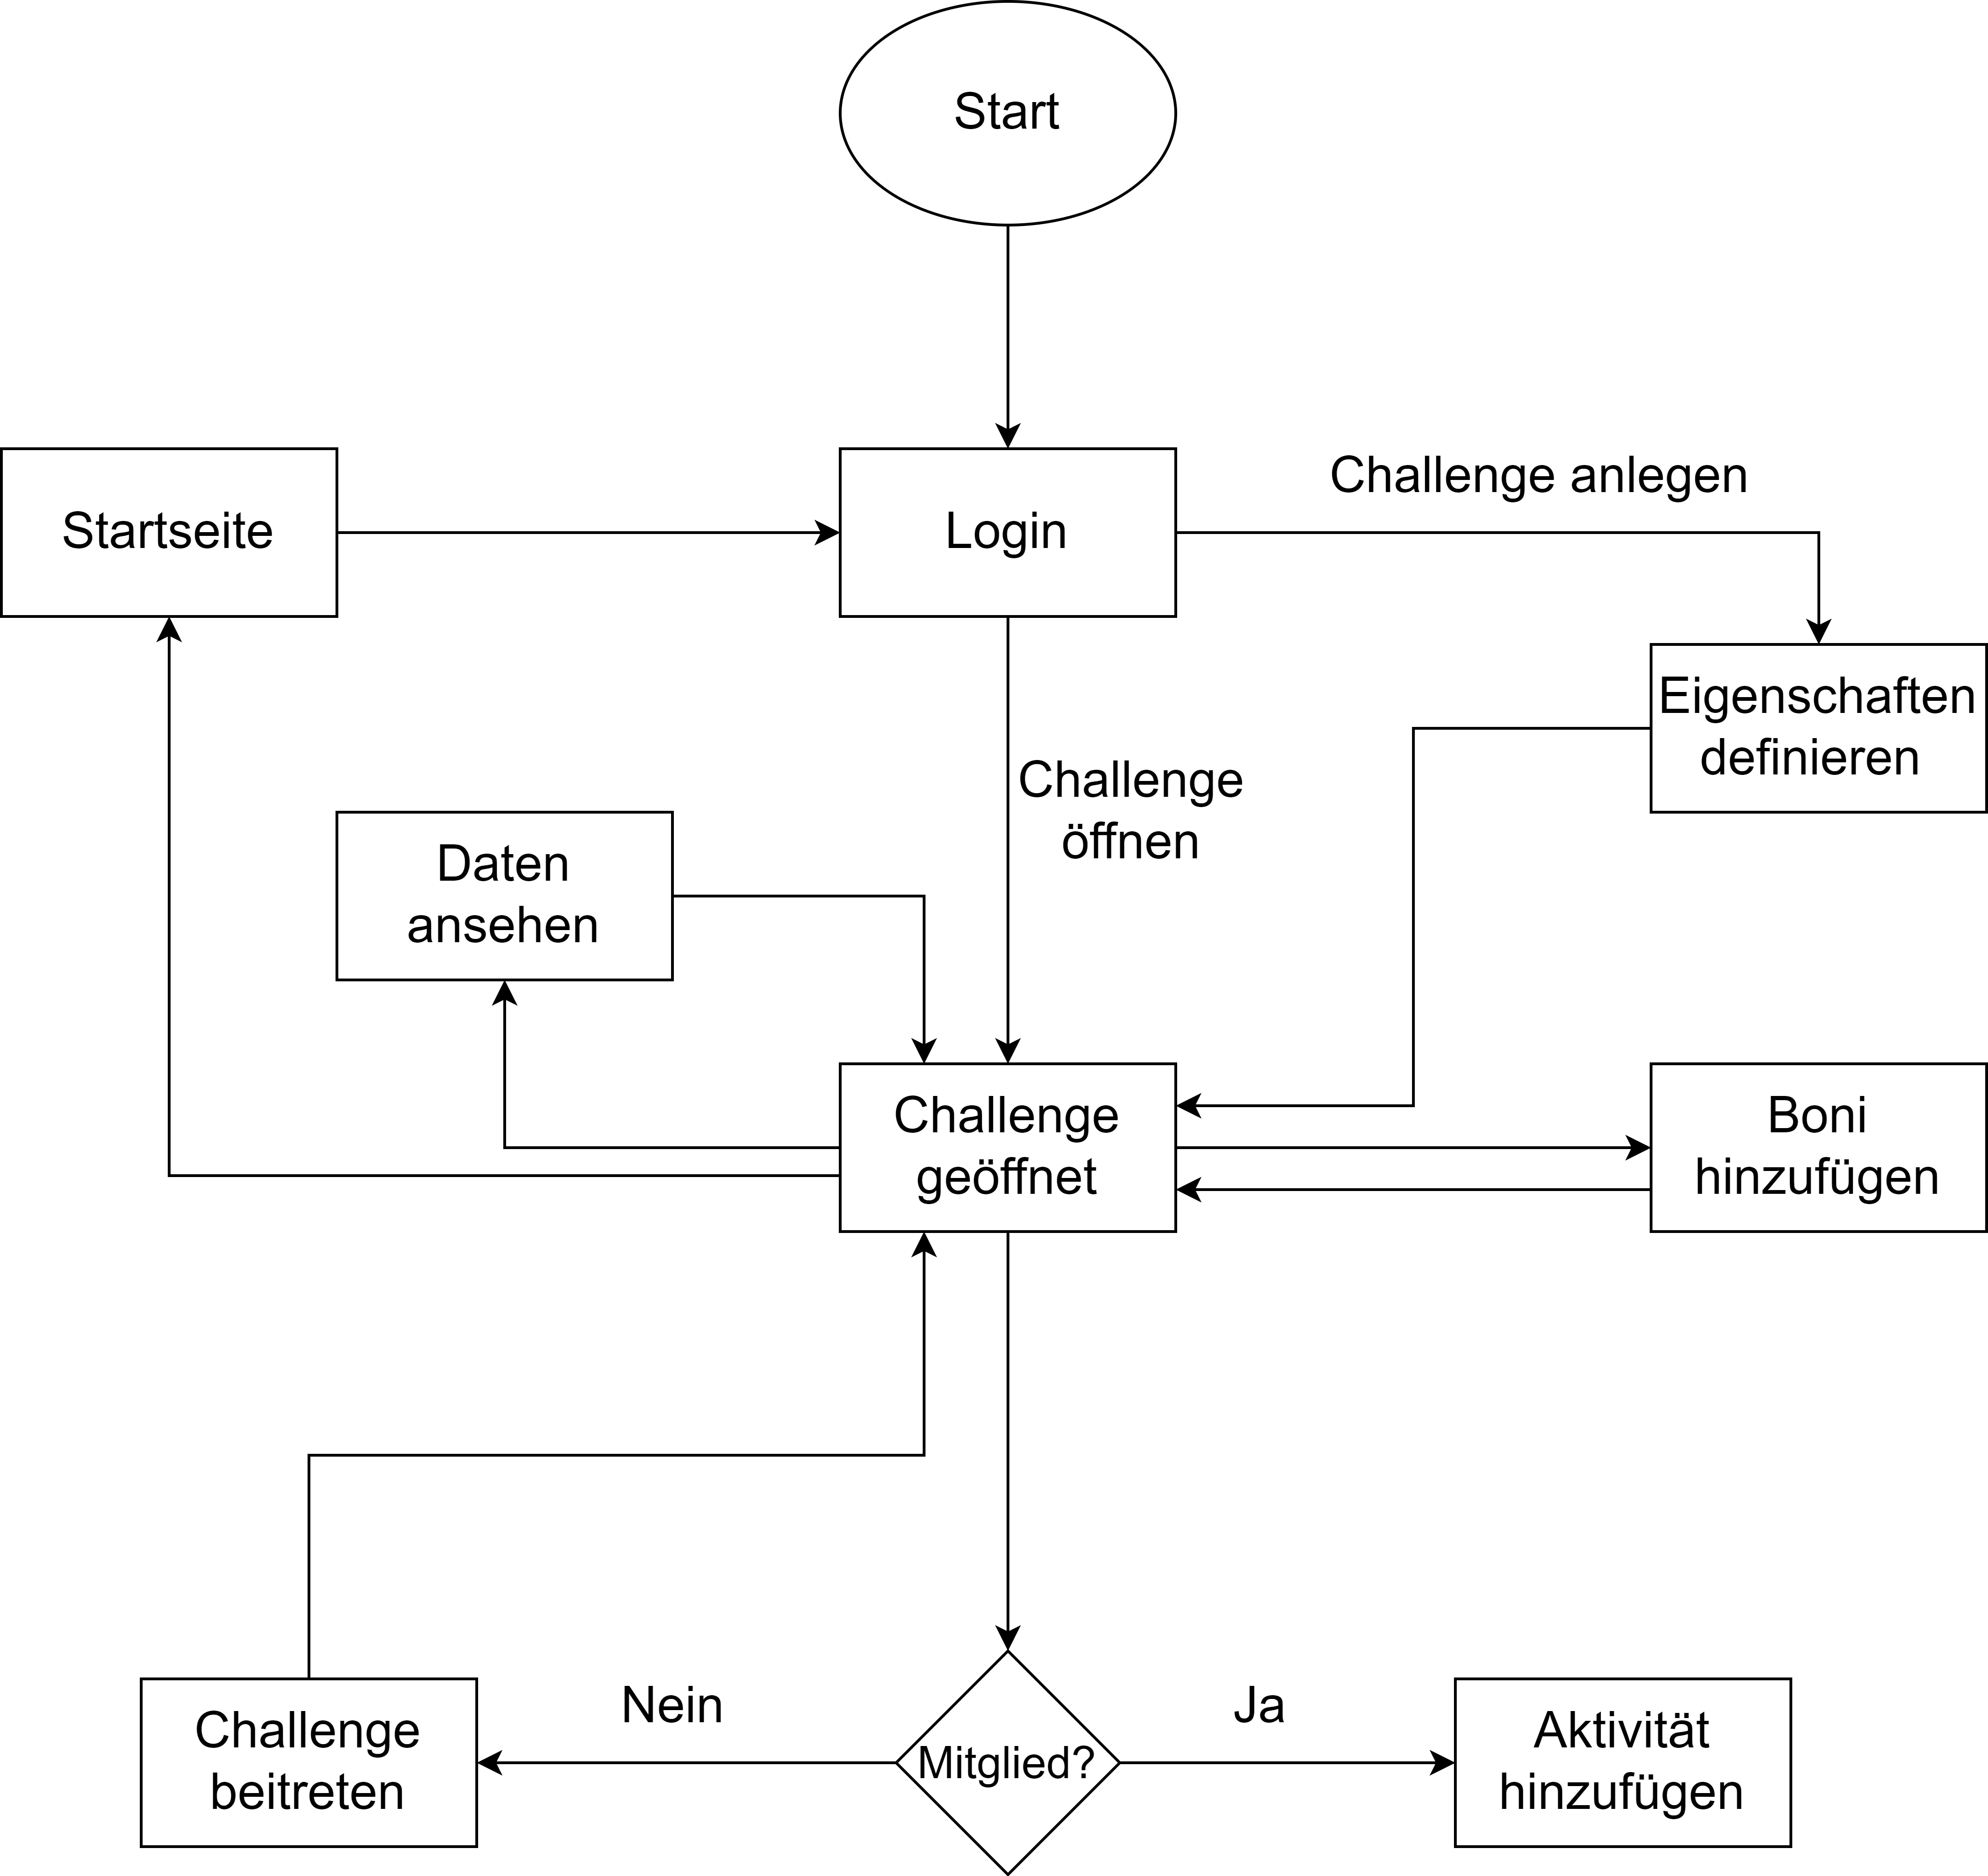 Start
Startseite
Login
Challenge anlegen
Eigenschaften
definieren
Challenge
öffnen
Daten
ansehen
Challenge
geöffnet
Boni
hinzufügen
Challenge
beitreten
Nein
Mitglied?
Ja
Aktivität
hinzufügen